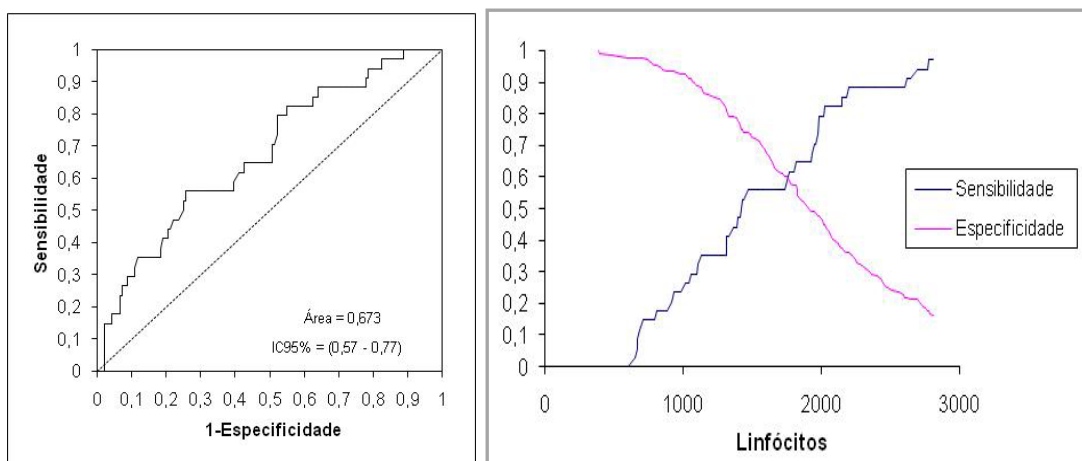 Sensibilidade
1
0,9
0,8
0,7
0,6
0,5
0,4
0,3
0,2
0,1
0
Área = 0,673
IC95% = (0,57 - 0,77)
0 0,1 0,2 0,3 0,4 0,5 0,6 0,7 0,8 0,9 1
1-Especificidade
1
0,9
0,8
0,7
0,6
0,5
0,4
0,3
0,2
0,1
0
0 1000 2000 3000
Linfócitos
Sensibilidade
Especificidade